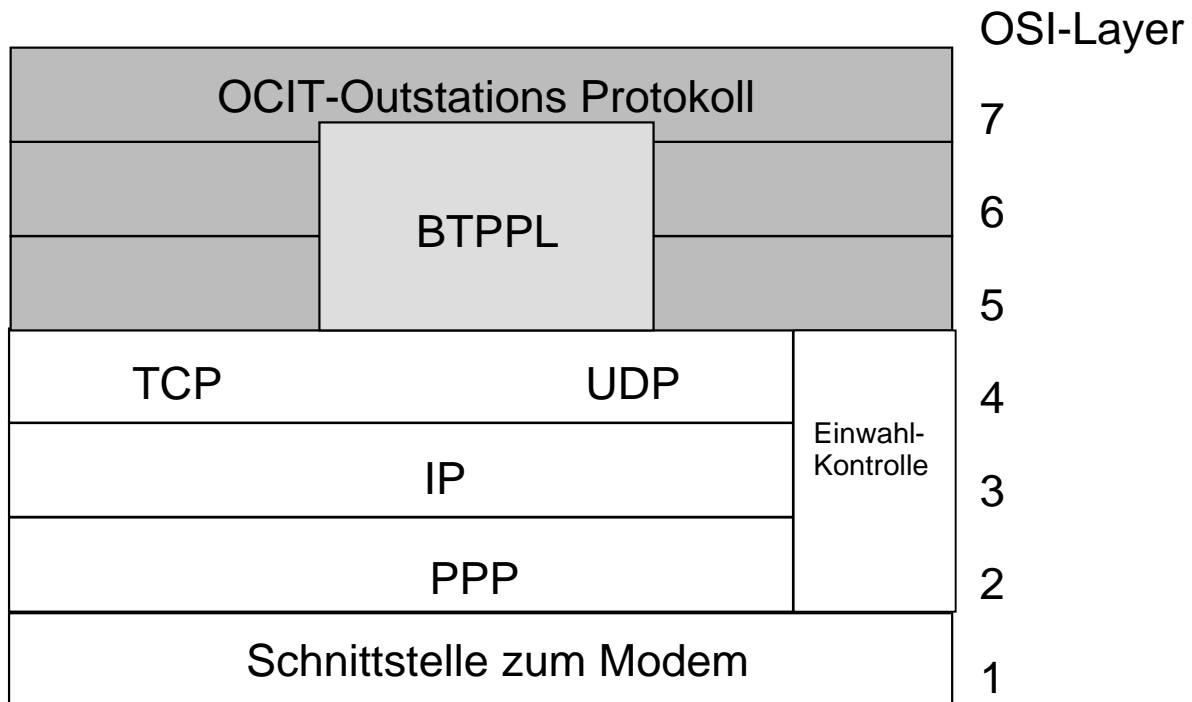 OSI-Layer
OCIT-Outstations Protokoll
7
BTPPL
6
5
TCP
UDP
4
Einwahl-
Kontrolle
IP
3
PPP
2
Schnittstelle zum Modem
1